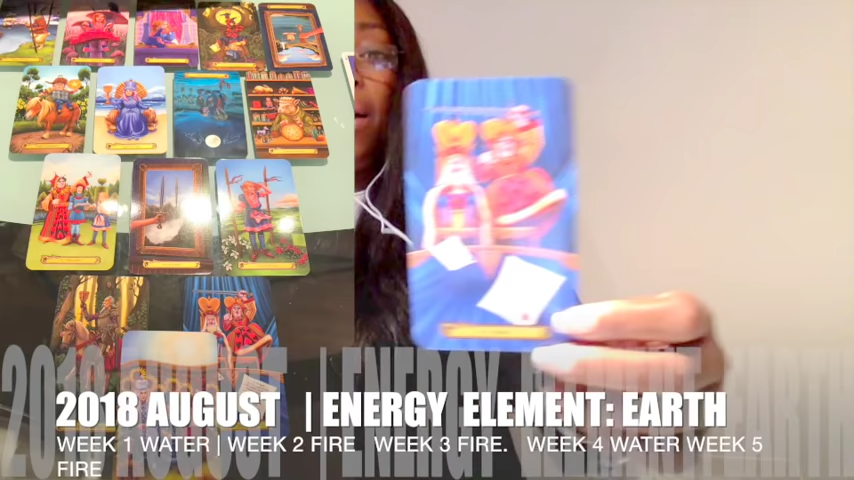 2018 AUGUST | ENERGY ELEMENT: EARTH
WEEK 1 WATER | WEEK 2 FIRE WEEK 3 FIRE. WEEK 4 WATER WEEK 5
FIRE